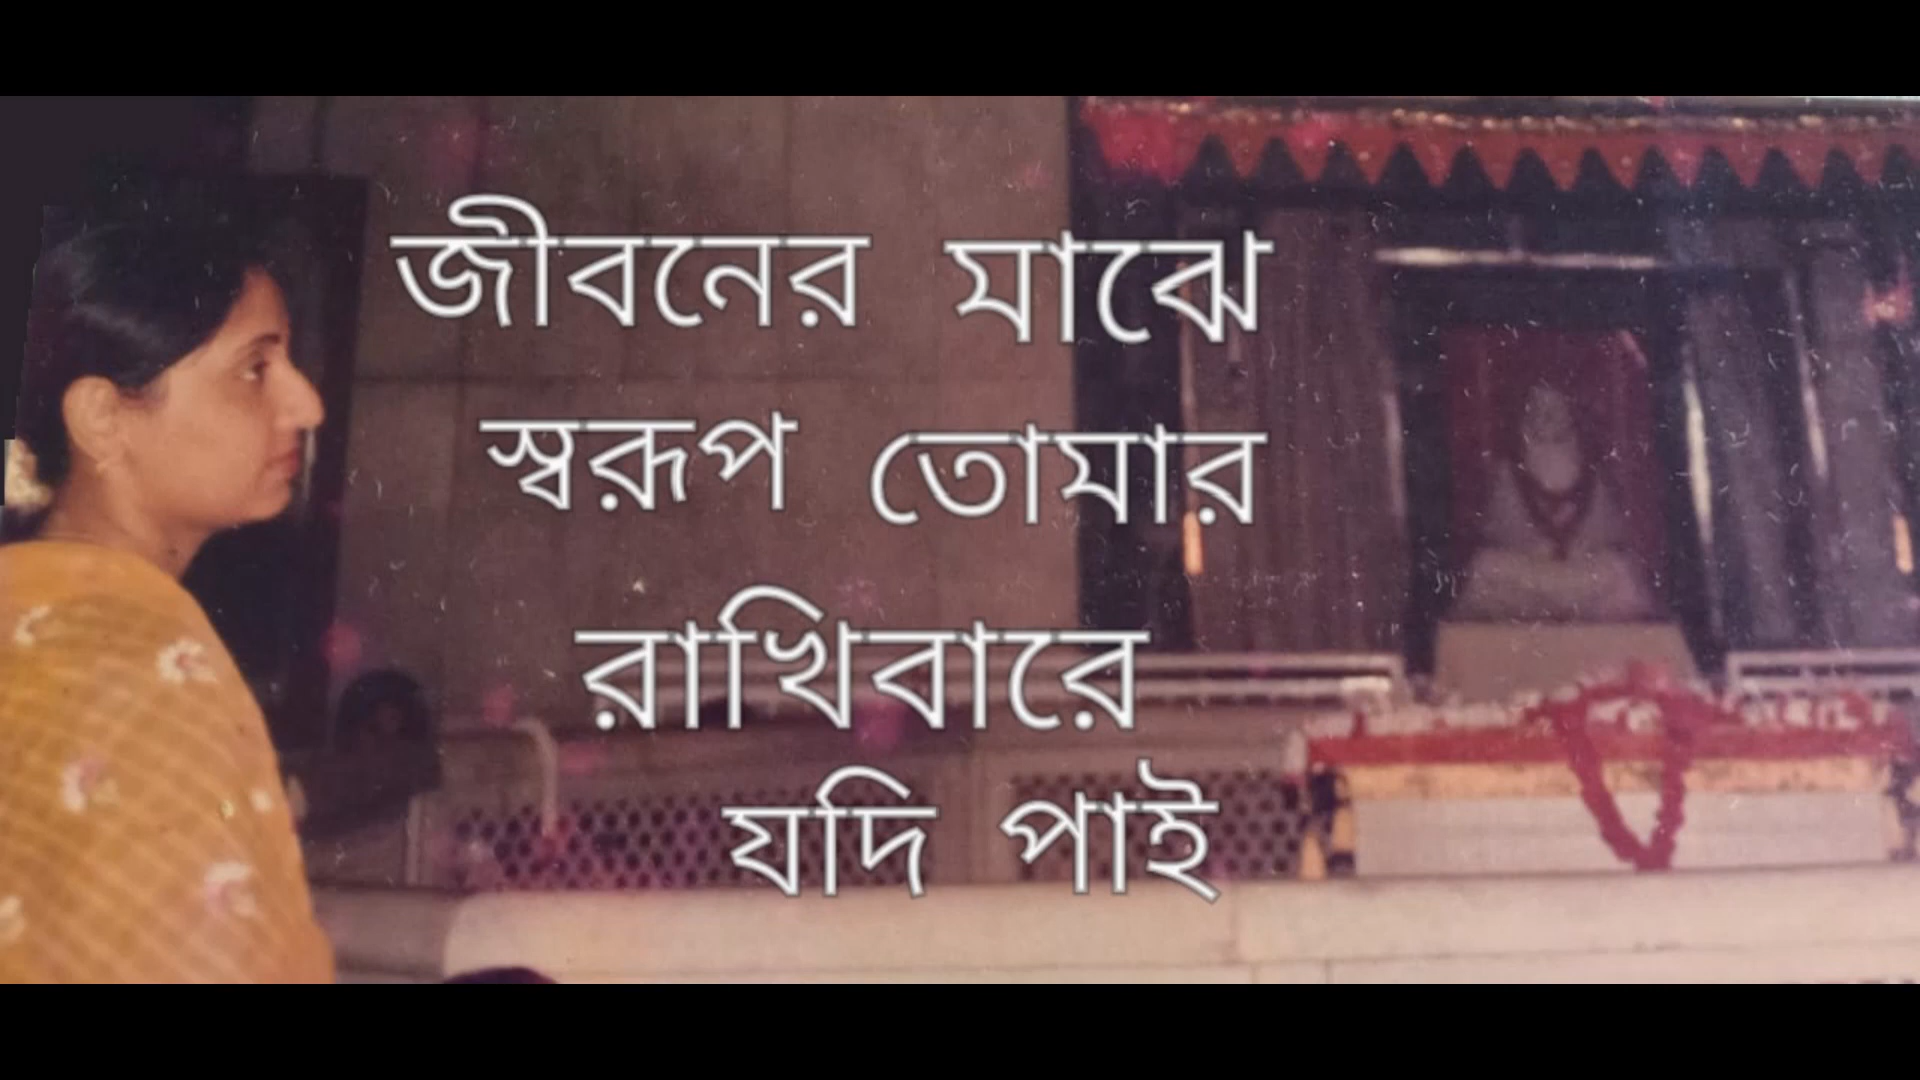 জীবনের মাঝে
স্বরূপ তোমার
রাখিবারে
যদি পাই